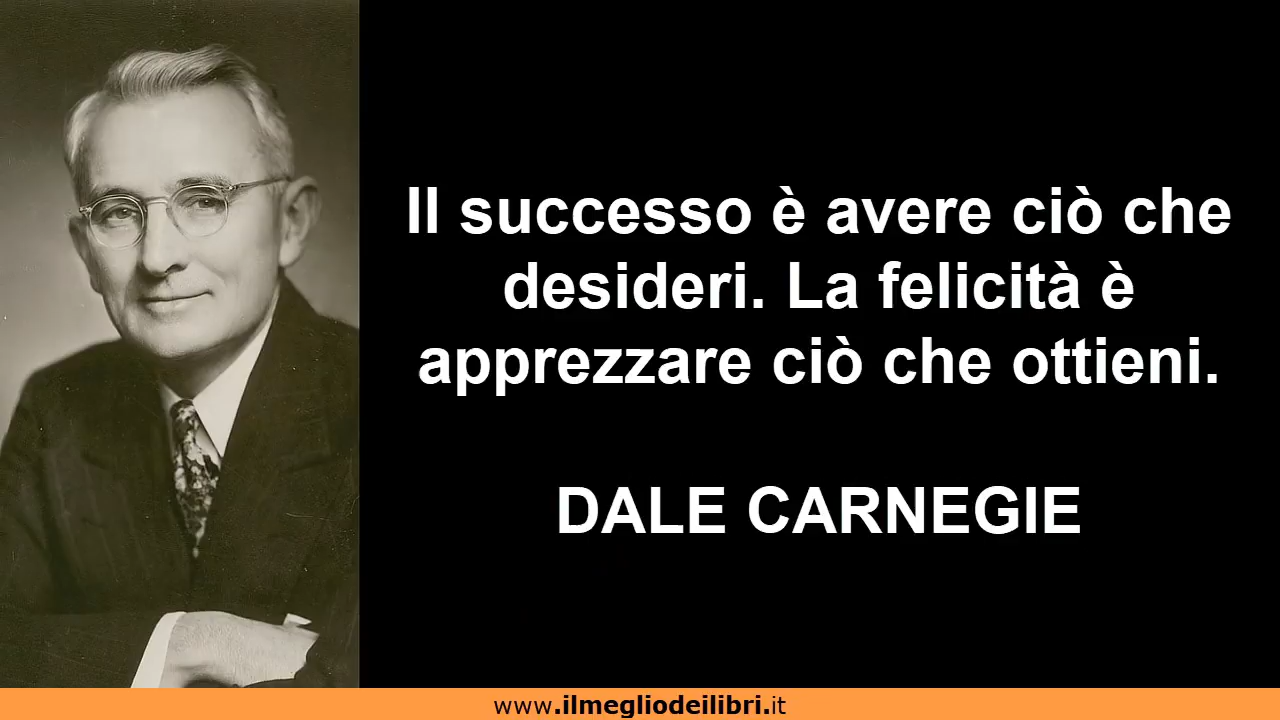 Il successo è avere ciò che
desideri. La felicità è
apprezzare ciò che ottieni.
DALE CARNEGIE
www.ilmegliodeilibri.it